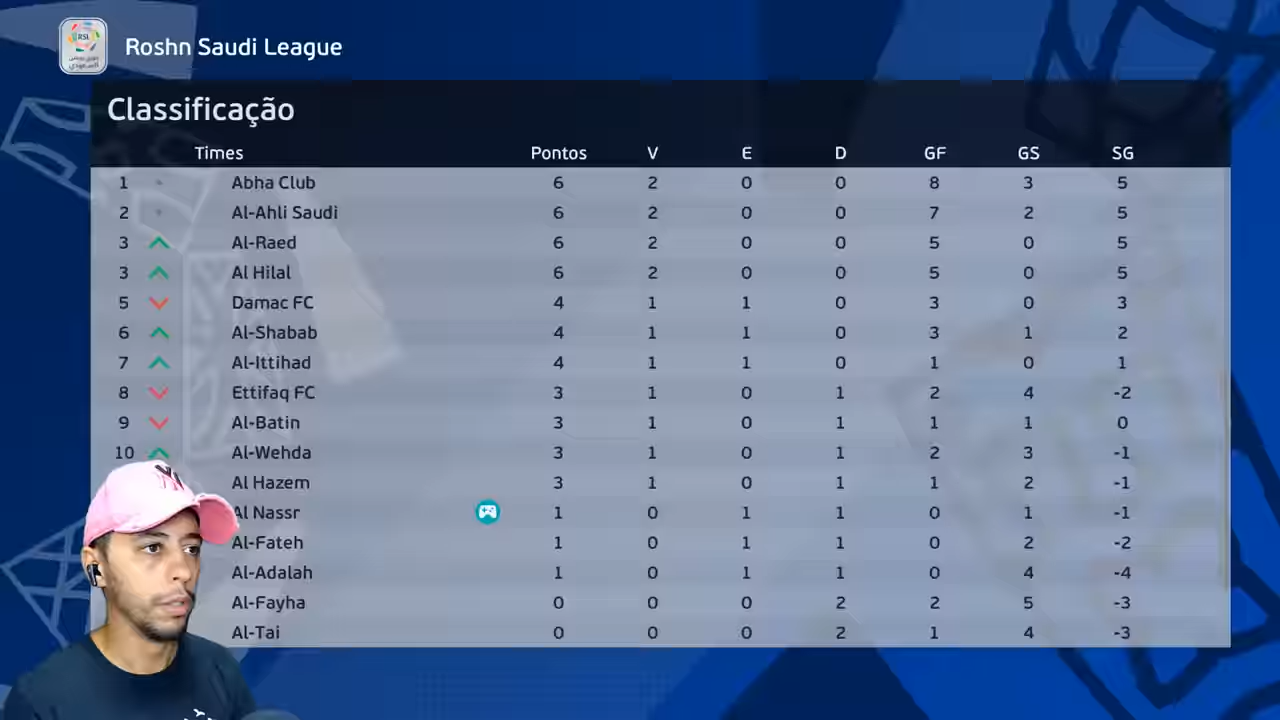 RSL
Roshn Saudi League
Classificação
Times Pontos V E D GF GS SG
1 Abha Club 6 2 0 0 8 3 5
2 Al-Ahli Saudi 6 2 0 0 7 2 5
3 Al-Raed 6 2 0 0 5 0 5
3 Al Hilal 6 2 0 0 5 0 5
5 Damac FC 4 1 1 0 3 0 3
6 Al-Shabab 4 1 1 0 3 1 2
7 Al-Ittihad 4 1 1 0 1 0 1
8 Ettifaq FC 3 1 0 1 2 4 -2
9 Al-Batin 3 1 0 1 1 1 0
10 Al-Wehda 3 1 0 1 2 3 -1
Al Hazem 3 1 0 1 1 2 -1
Al Nassr 1 0 1 1 0 1 -1
Al-Fateh 1 0 1 1 0 2 -2
Al-Adalah 1 0 1 1 0 4 -4
Al-Fayha 0 0 0 2 2 5 -3
Al-Tai 0 0 0 2 1 4 -3